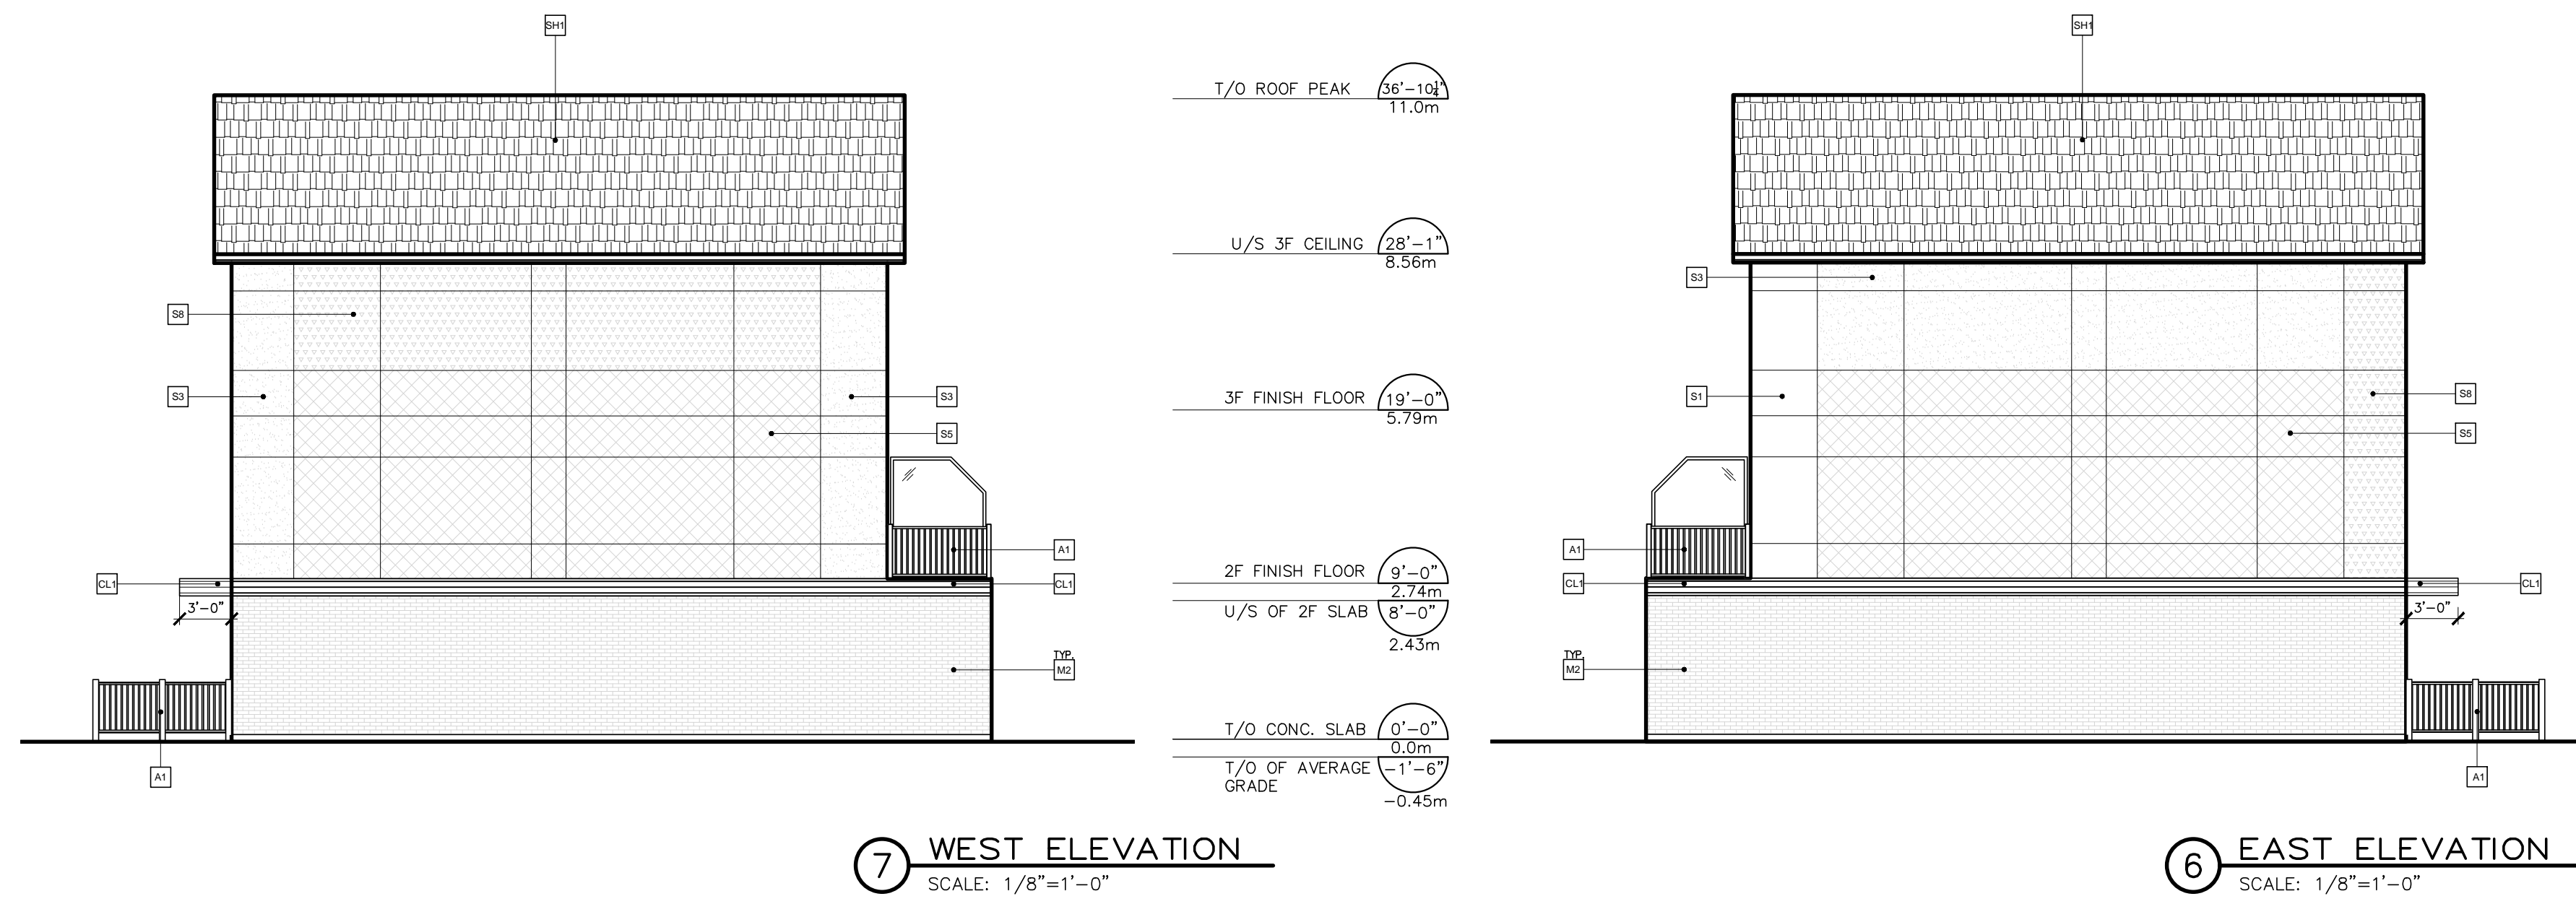 SH1
S8
S3
S3
S5
A1
CL1
CL1
3'-0"
TYP.
M2
A1
T/O ROOF PEAK 36'-10¼"
11.0m
U/S 3F CEILING 28'-1"
8.56m
3F FINISH FLOOR 19'-0"
5.79m
2F FINISH FLOOR 9'-0"
2.74m
U/S OF 2F SLAB 8'-0"
2.43m
T/O CONC. SLAB 0'-0"
0.0m
T/O OF AVERAGE -1'-6"
GRADE
-0.45m
7 WEST ELEVATION
SCALE: 1/8"=1'-0"
SH1
S3
S1
S8
S5
A1
CL1
CL1
3'-0"
TYP.
M2
A1
6 EAST ELEVATION
SCALE: 1/8"=1'-0"